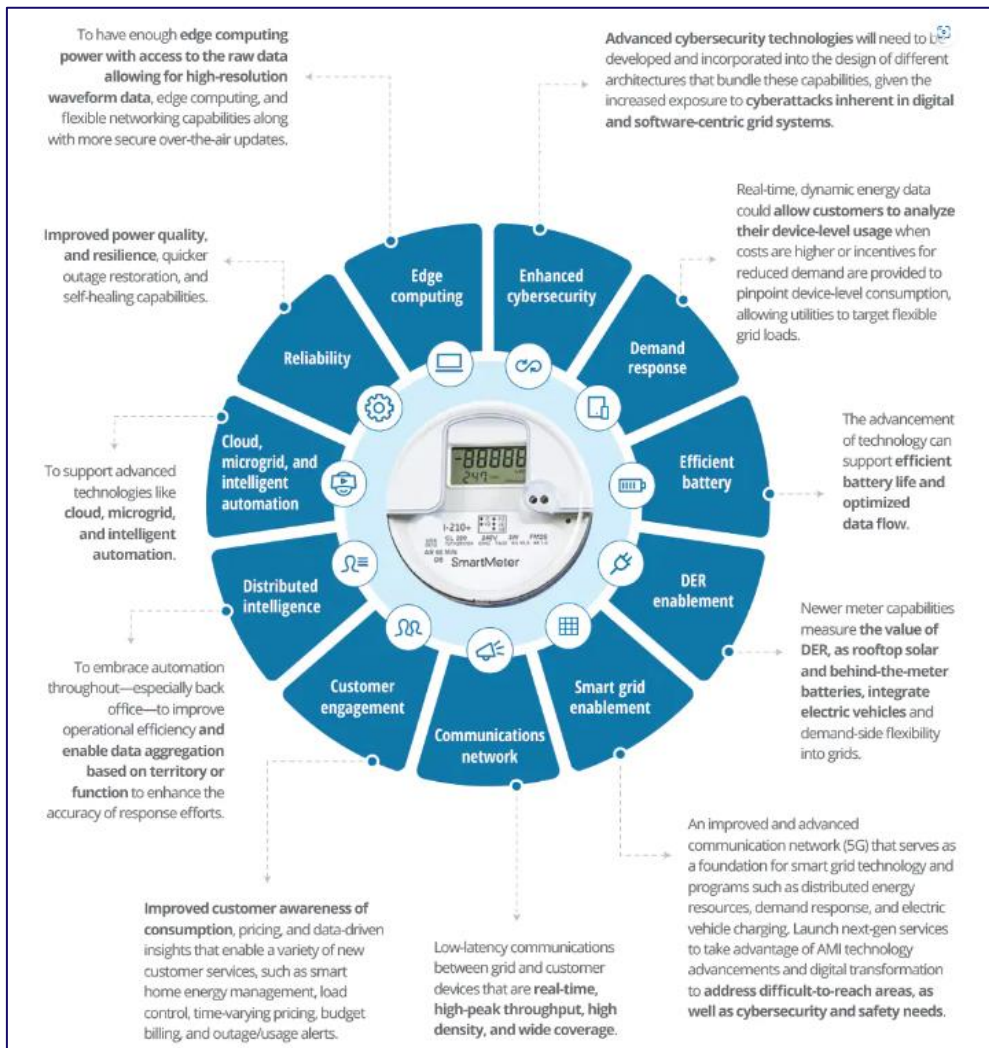 To have enough edge computing
power with access to the raw data
allowing for high-resolution
waveform data, edge computing, and
flexible networking capabilities along
with more secure over-the-air updates.
Advanced cybersecurity technologies will need to be
developed and incorporated into the design of different
architectures that bundle these capabilities, given the
increased exposure to cyberattacks inherent in digital
and software-centric grid systems.
Improved power quality,
and resilience, quicker
outage restoration, and
self-healing capabilities.
Real-time, dynamic energy data
could allow customers to analyze
their device-level usage when
costs are higher or incentives for
reduced demand are provided to
pinpoint device-level consumption,
allowing utilities to target flexible
grid loads.
Edge
computing
Enhanced
cybersecurity
Reliability
Demand
response
Cloud,
microgrid, and
intelligent
automation
Efficient
battery
To support advanced
technologies like
cloud, microgrid,
and intelligent
automation.
The advancement
of technology can
support efficient
battery life and
optimized
data flow.
I-210+
CL 200
240V
3W
SmartMeter
Distributed
intelligence
DER
enablement
Customer
engagement
Communications
network
Smart grid
enablement
To embrace automation
throughout—especially back
office—to improve
operational efficiency and
enable data aggregation
based on territory or
function to enhance the
accuracy of response efforts.
Newer meter capabilities
measure the value of
DER, as rooftop solar
and behind-the-meter
batteries, integrate
electric vehicles and
demand-side flexibility
into grids.
Improved customer awareness of
consumption, pricing, and data-driven
insights that enable a variety of new
customer services, such as smart
home energy management, load
control, time-varying pricing, budget
billing, and outage/usage alerts.
Low-latency communications
between grid and customer
devices that are real-time,
high-peak throughput, high
density, and wide coverage.
An improved and advanced
communication network (5G) that serves as
a foundation for smart grid technology and
programs such as distributed energy
resources, demand response, and electric
vehicle charging. Launch next-gen services
to take advantage of AMI technology
advancements and digital transformation
to address difficult-to-reach areas, as
well as cybersecurity and safety needs.